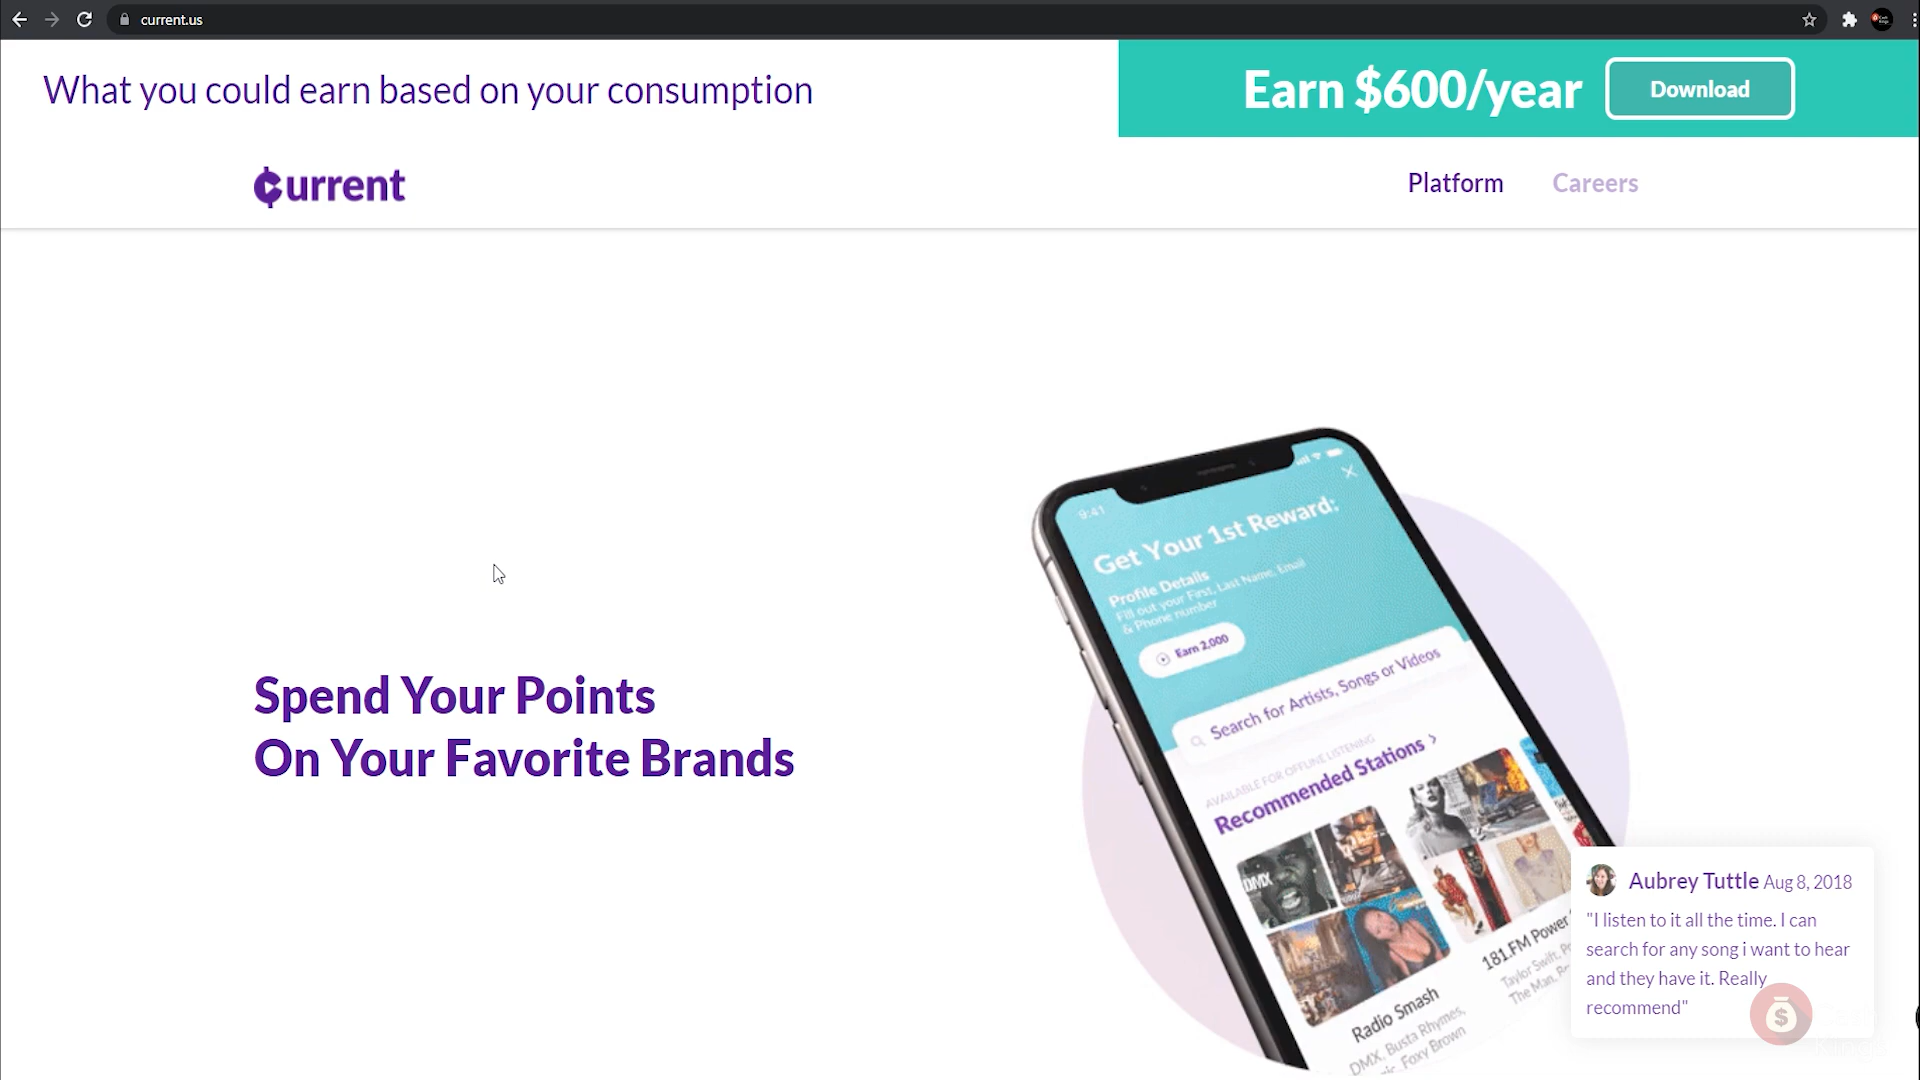 current.us
What you could earn based on your consumption
Earn $600/year
Download
Current
Platform
Careers
9:41
Get Your 1st Reward:
Profile Details
Fill out your First, Last Name, Email
& Phone number
Earn 2,000
Search for Artists, Songs or Videos
AVAILABLE FOR OFFLINE LISTENING
Recommended Stations
DMX
Radio Smash
DMX, Busta Rhymes,
Foxy Brown
181.FM Power
Taylor Swift,
The Man,
Spend Your Points
On Your Favorite Brands
Aubrey Tuttle Aug 8, 2018
"I listen to it all the time. I can
search for any song i want to hear
and they have it. Really
recommend"